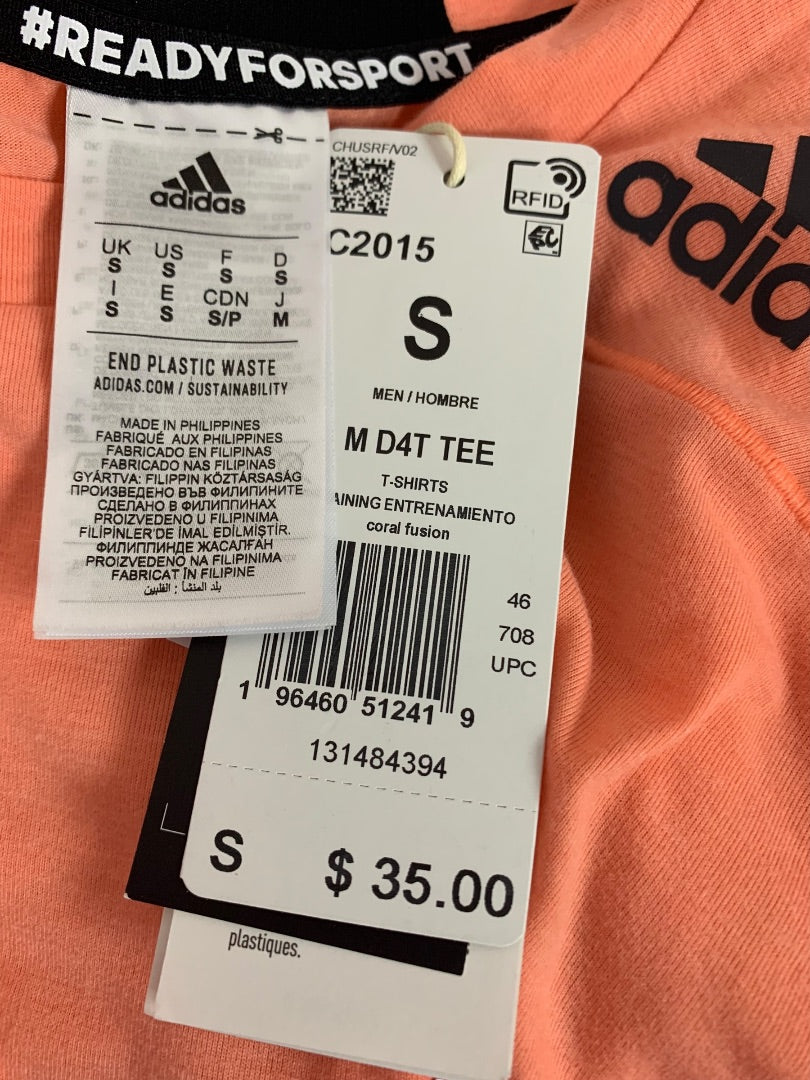 #READYFORSPORT
adidas
UK US F D
S S S S
I E CDN J
S S S/P M
END PLASTIC WASTE
ADIDAS.COM / SUSTAINABILITY
MADE IN PHILIPPINES
FABRIQUÉ AUX PHILIPPINES
FABRICADO EN FILIPINAS
FABRICADO NAS FILIPINAS
GYÁRTVA: FILIPPIN KÖZTÁRSASÁG
ПРОИЗВЕДЕНО ВЪВ ФИЛИПИНИТЕ
СДЕЛАНО В ФИЛИППИНАХ
PROIZVEDENO U FILIPINIMA
FİLİPİNLER'DE İMAL EDİLMİŞTİR.
ФИЛИППИНДЕ ЖАСАЛҒАН
PROIZVEDENO NA FILIPINIMA
FABRICAT ÎN FILIPINE
بلد المنشأ : الفلبين
CHUSRF/V02
RFID
C2015
S
MEN / HOMBRE
M D4T TEE
T-SHIRTS
AINING ENTRENAMIENTO
coral fusion
46
708
UPC
1 96460 51241 9
131484394
S $ 35.00
plastiques.
adid